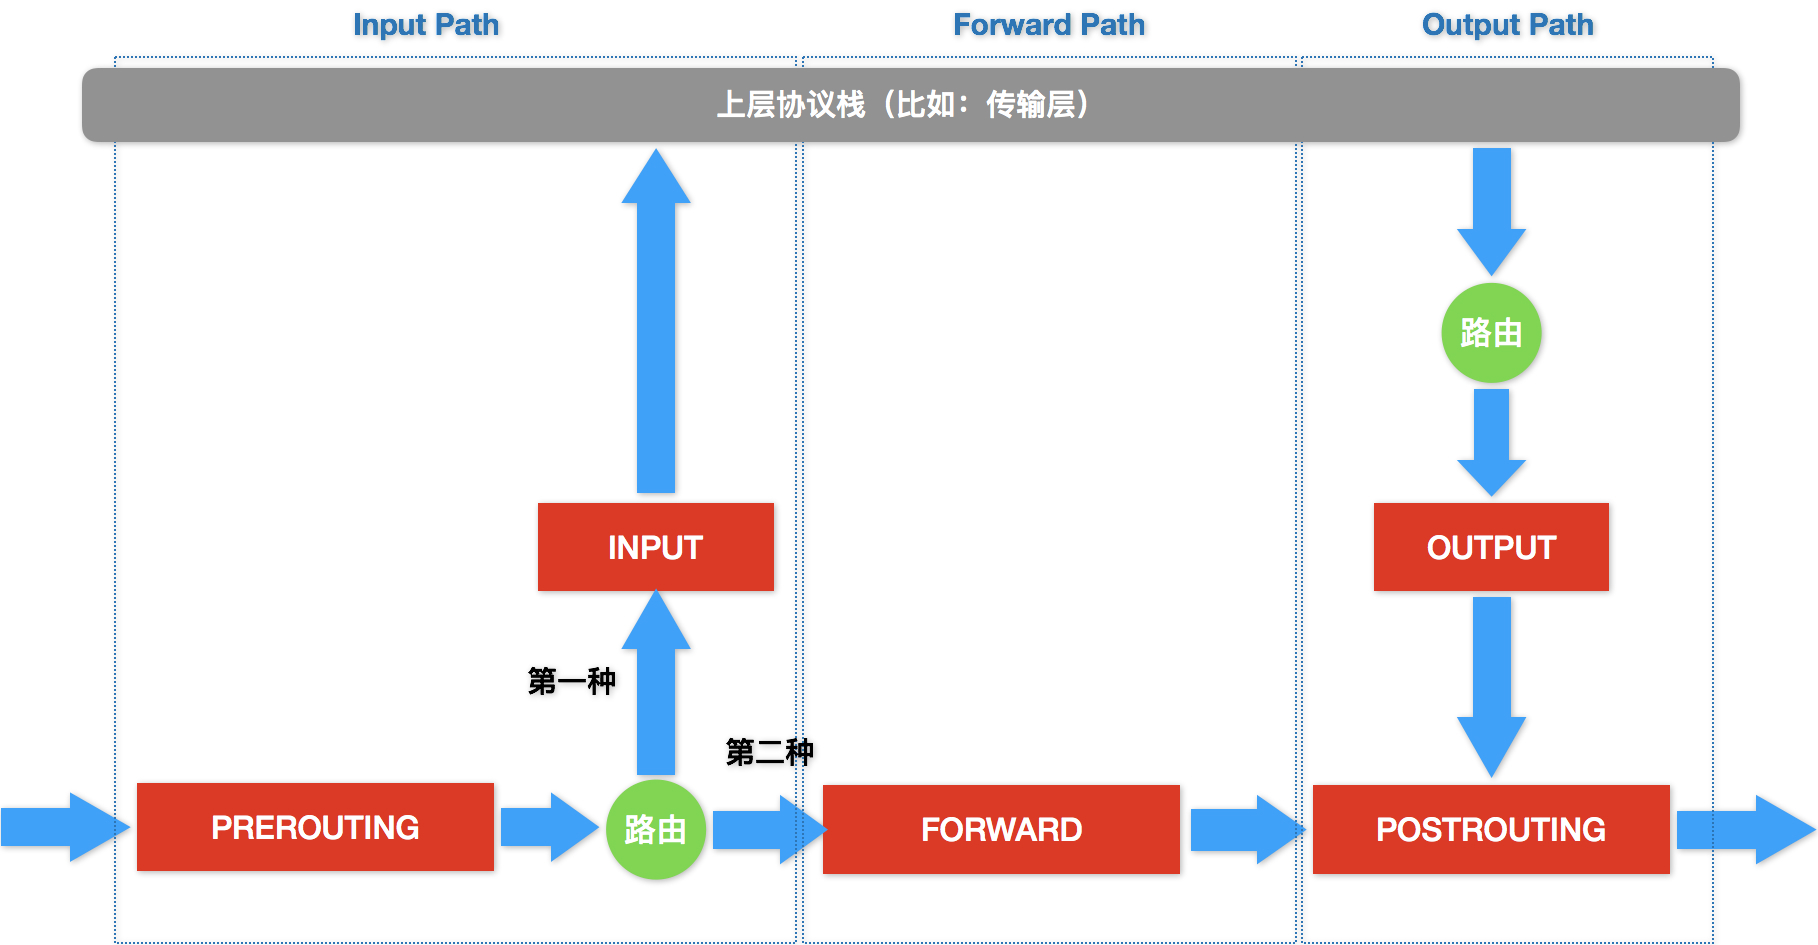 Input Path
Forward Path
Output Path
上层协议栈（比如：传输层）
路由
INPUT
OUTPUT
第一种
第二种
PREROUTING
路由
FORWARD
POSTROUTING